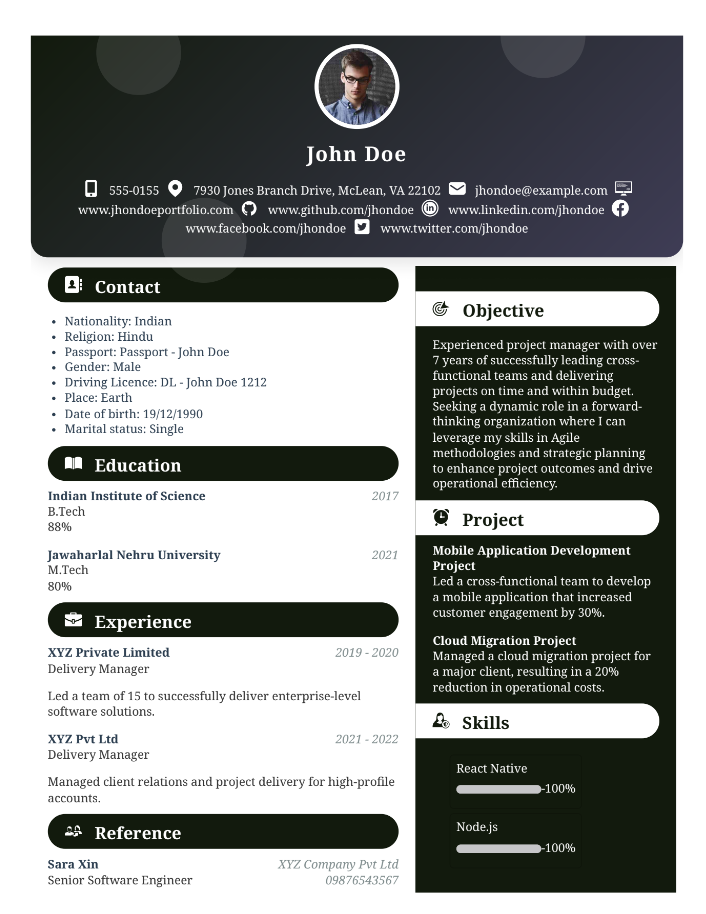 John Doe
555-0155 7930 Jones Branch Drive, McLean, VA 22102 jhondoe@example.com
www.jhondoeportfolio.com www.github.com/jhondoe www.linkedin.com/jhondoe
www.facebook.com/jhondoe www.twitter.com/jhondoe
Contact
• Nationality: Indian
• Religion: Hindu
• Passport: Passport - John Doe
• Gender: Male
• Driving Licence: DL - John Doe 1212
• Place: Earth
• Date of birth: 19/12/1990
• Marital status: Single
Education
Indian Institute of Science 2017
B.Tech
88%
Jawaharlal Nehru University 2021
M.Tech
80%
Experience
XYZ Private Limited 2019 - 2020
Delivery Manager
Led a team of 15 to successfully deliver enterprise-level
software solutions.
XYZ Pvt Ltd 2021 - 2022
Delivery Manager
Managed client relations and project delivery for high-profile
accounts.
Reference
Sara Xin XYZ Company Pvt Ltd
Senior Software Engineer 09876543567
Objective
Experienced project manager with over
7 years of successfully leading cross-
functional teams and delivering
projects on time and within budget.
Seeking a dynamic role in a forward-
thinking organization where I can
leverage my skills in Agile
methodologies and strategic planning
to enhance project outcomes and drive
operational efficiency.
Project
Mobile Application Development
Project
Led a cross-functional team to develop
a mobile application that increased
customer engagement by 30%.
Cloud Migration Project
Managed a cloud migration project for
a major client, resulting in a 20%
reduction in operational costs.
Skills
React Native
-100%
Node.js
-100%